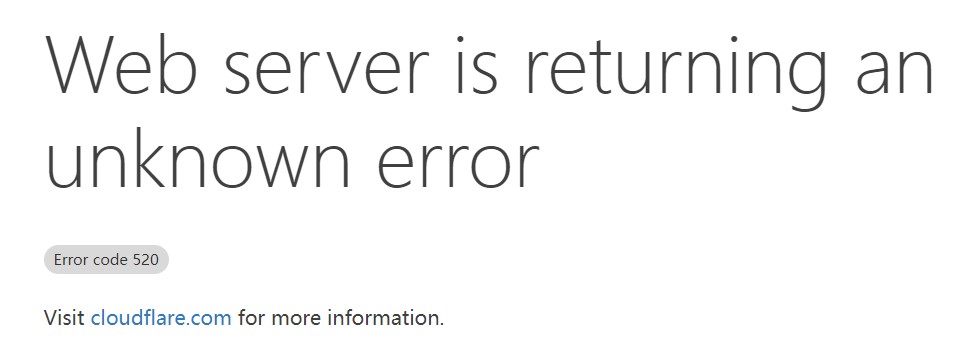 Web server is returning an
unknown error
Error code 520
Visit cloudflare.com for more information.